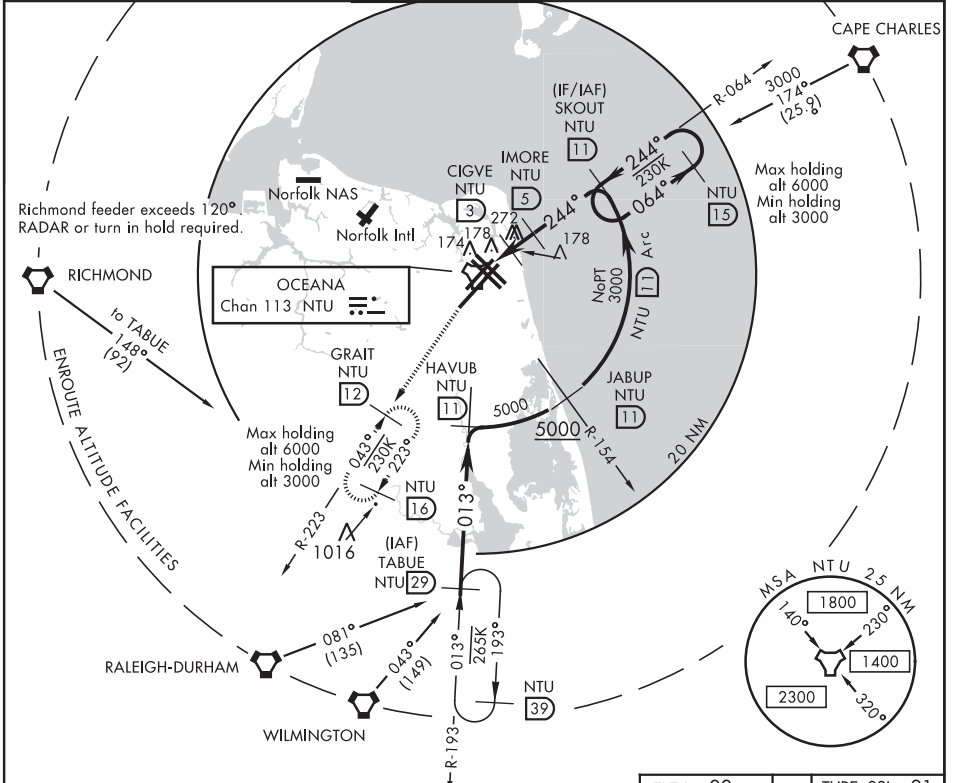 CAPE CHARLES
3000
174°
(25.9)
R-064
(IF/IAF)
SKOUT
NTU
11
244°
230K
064°
NTU
15
Max holding
alt 6000
Min holding
alt 3000
IMORE
NTU
5
CIGVE
NTU
3
272
174
178
178
244°
Norfolk NAS
Norfolk Intl
Richmond feeder exceeds 120°.
RADAR or turn in hold required.
RICHMOND
to TABUE
148°
(92)
OCEANA
Chan 113 NTU
NoPT
3000
NTU
11
Arc
GRAIT
NTU
12
HAVUB
NTU
11
5000
5000
JABUP
NTU
11
R-154
20 NM
Max holding
alt 6000
Min holding
alt 3000
043°
230K
223°
NTU
16
R-223
1016
013°
(IAF)
TABUE
NTU
29
ENROUTE ALTITUDE FACILITIES
RALEIGH-DURHAM
081°
(135)
WILMINGTON
043°
(149)
013°
265K
193°
NTU
39
R-193
MSA NTU 25 NM
1800
140°
230°
1400
2300
320°